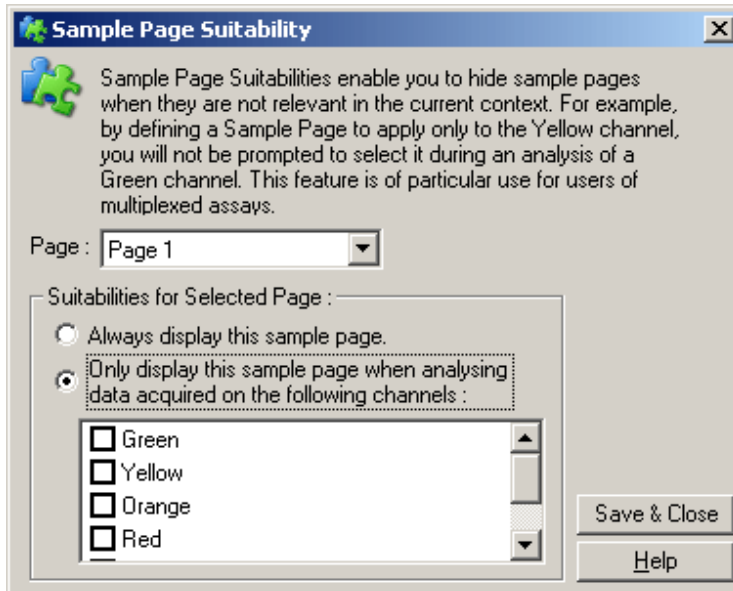 Sample Page Suitability
Sample Page Suitabilities enable you to hide sample pages
when they are not relevant in the current context. For example,
by defining a Sample Page to apply only to the Yellow channel,
you will not be prompted to select it during an analysis of a
Green channel. This feature is of particular use for users of
multiplexed assays.
Page : Page 1
Suitabilities for Selected Page :
Always display this sample page.
Only display this sample page when analysing
data acquired on the following channels :
Green
Yellow
Orange
Red
Save & Close
Help